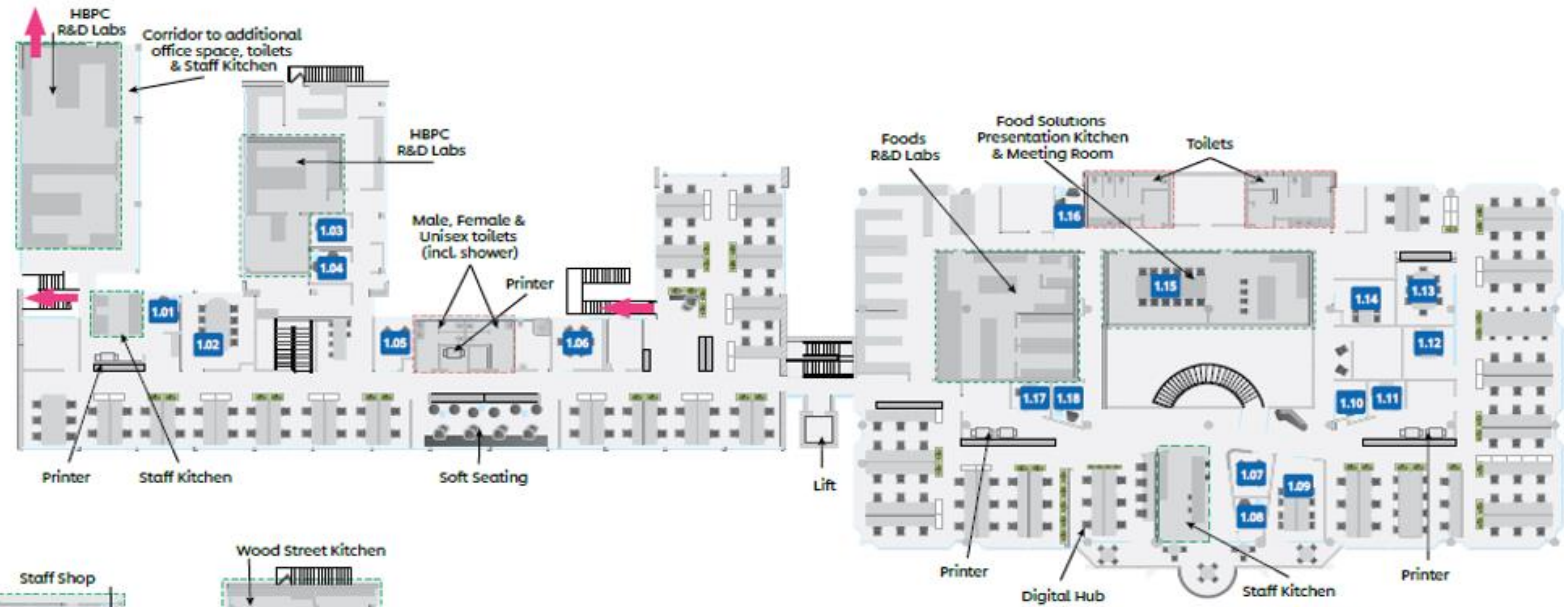 HBPC
R&D Labs
Corridor to additional
office space, toilets
& Staff Kitchen
HBPC
R&D Labs
Male, Female &
Unisex toilets
(incl. shower)
Printer
Foods
R&D Labs
Food Solutions
Presentation Kitchen
& Meeting Room
Toilets
1.16
1.03
1.04
1.15
1.14
1.13
1.01
1.02
1.05
1.06
1.12
1.17
1.18
1.10
1.11
Printer
Staff Kitchen
Soft Seating
Lift
1.07
1.08
1.09
Printer
Digital Hub
Staff Kitchen
Printer
Staff Shop
Wood Street Kitchen